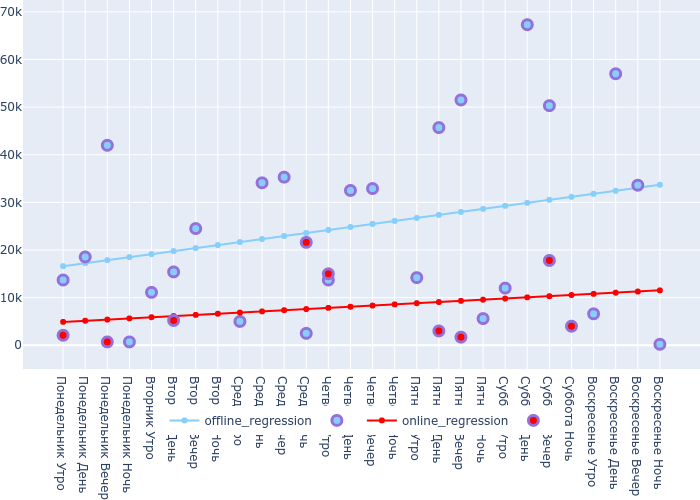 70k
60k
50k
40k
30k
20k
10k
0
Понедельник Утро
Понедельник День
Понедельник Вечер
Понедельник Ночь
Вторник Утро
Втор День
Втор Вечер
Втор Ночь
Сред ро
Сред нь
Сред чер
Сред чь
Четв тро
Четв День
Четв Вечер
Четв Ночь
Пятн Утро
Пятн День
Пятн Вечер
Пятн Ночь
Субб Утро
Субб День
Субб Вечер
Суббота Ночь
Воскресенье Утро
Воскресенье День
Воскресенье Вечер
Воскресенье Ночь
offline_regression
online_regression